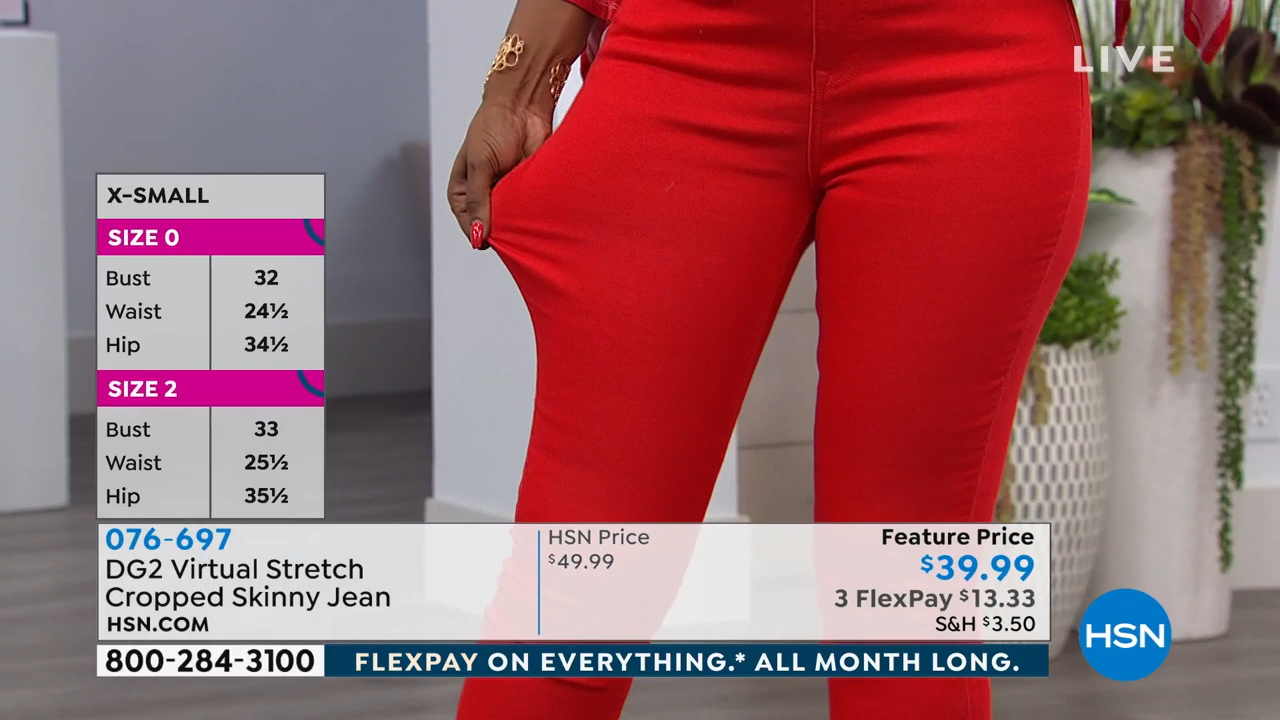 LIVE
X-SMALL
SIZE 0
Bust 32
Waist 24½
Hip 34½
SIZE 2
Bust 33
Waist 25½
Hip 35½
076-697
DG2 Virtual Stretch
Cropped Skinny Jean
HSN.COM
HSN Price
$49.99
Feature Price
$39.99
3 FlexPay $13.33
S&H $3.50
HSN
800-284-3100
FLEXPAY ON EVERYTHING.* ALL MONTH LONG.